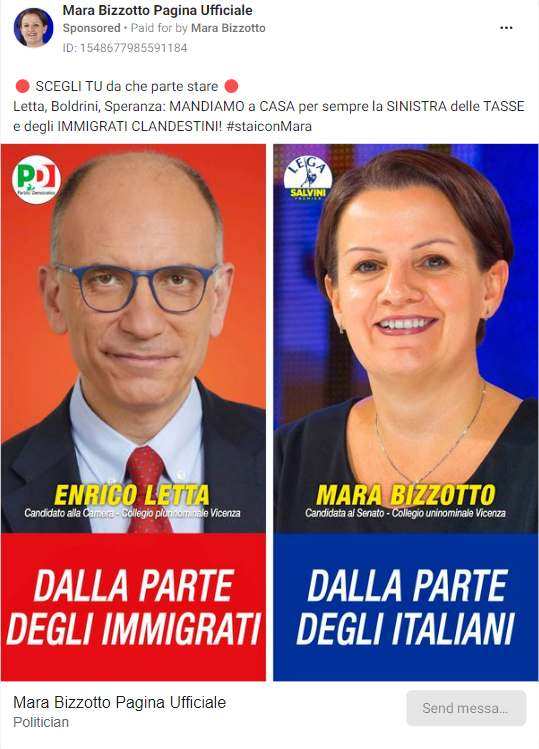 Mara Bizzotto Pagina Ufficiale
Sponsored • Paid for by Mara Bizzotto
ID: 1548677985591184
🔴 SCEGLI TU da che parte stare 🔴
Letta, Boldrini, Speranza: MANDIAMO a CASA per sempre la SINISTRA delle TASSE
e degli IMMIGRATI CLANDESTINI! #staiconMara
PD
Partito Democratico
LEGA
SALVINI
PREMIER
ENRICO LETTA
Candidato alla Camera - Collegio plurinominale Vicenza
MARA BIZZOTTO
Candidata al Senato - Collegio uninominale Vicenza
DALLA PARTE
DEGLI IMMIGRATI
DALLA PARTE
DEGLI ITALIANI
Mara Bizzotto Pagina Ufficiale
Politician
Send messa...